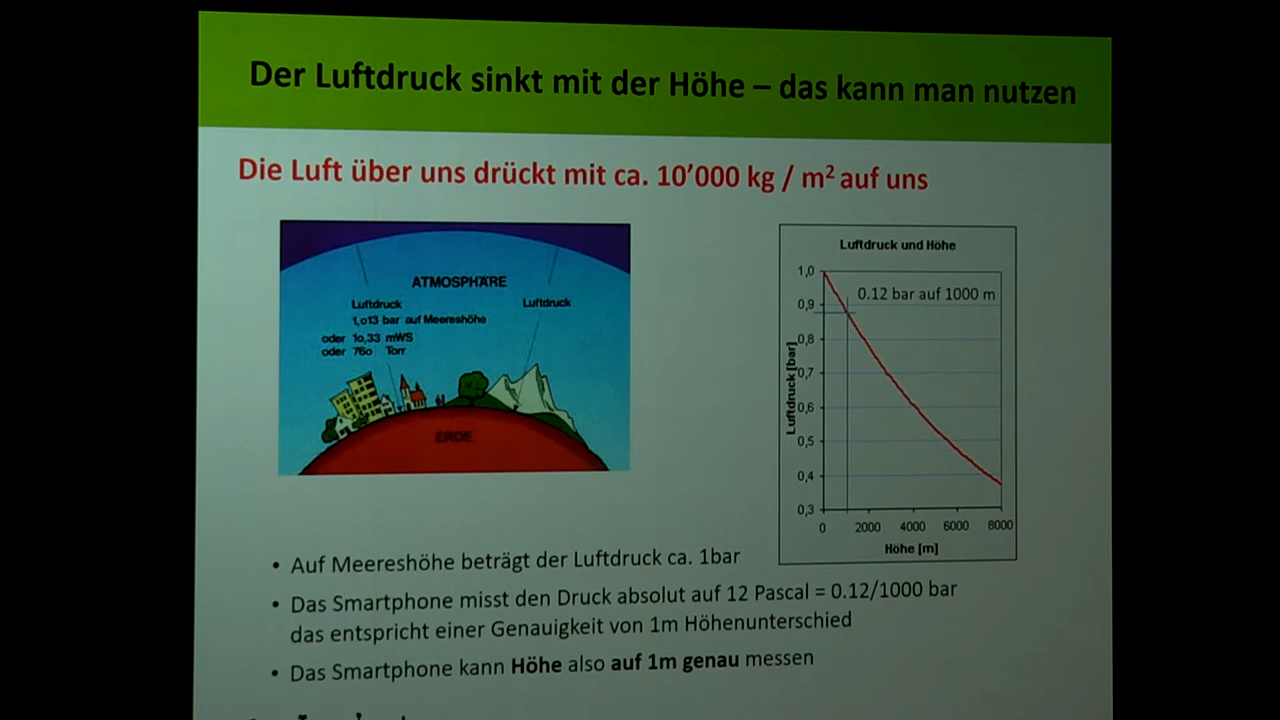 Der Luftdruck sinkt mit der Höhe – das kann man nutzen
Die Luft über uns drückt mit ca. 10’000 kg / m² auf uns
ATMOSPHÄRE
Luftdruck
1,013 bar auf Meereshöhe
oder 10,33 mWS
oder 760 Torr
Luftdruck
ERDE
Luftdruck und Höhe
0.12 bar auf 1000 m
Luftdruck [bar]
1,0
0,9
0,8
0,7
0,6
0,5
0,4
0,3
0 2000 4000 6000 8000
Höhe [m]
• Auf Meereshöhe beträgt der Luftdruck ca. 1bar
• Das Smartphone misst den Druck absolut auf 12 Pascal = 0.12/1000 bar
das entspricht einer Genauigkeit von 1m Höhenunterschied
• Das Smartphone kann Höhe also auf 1m genau messen